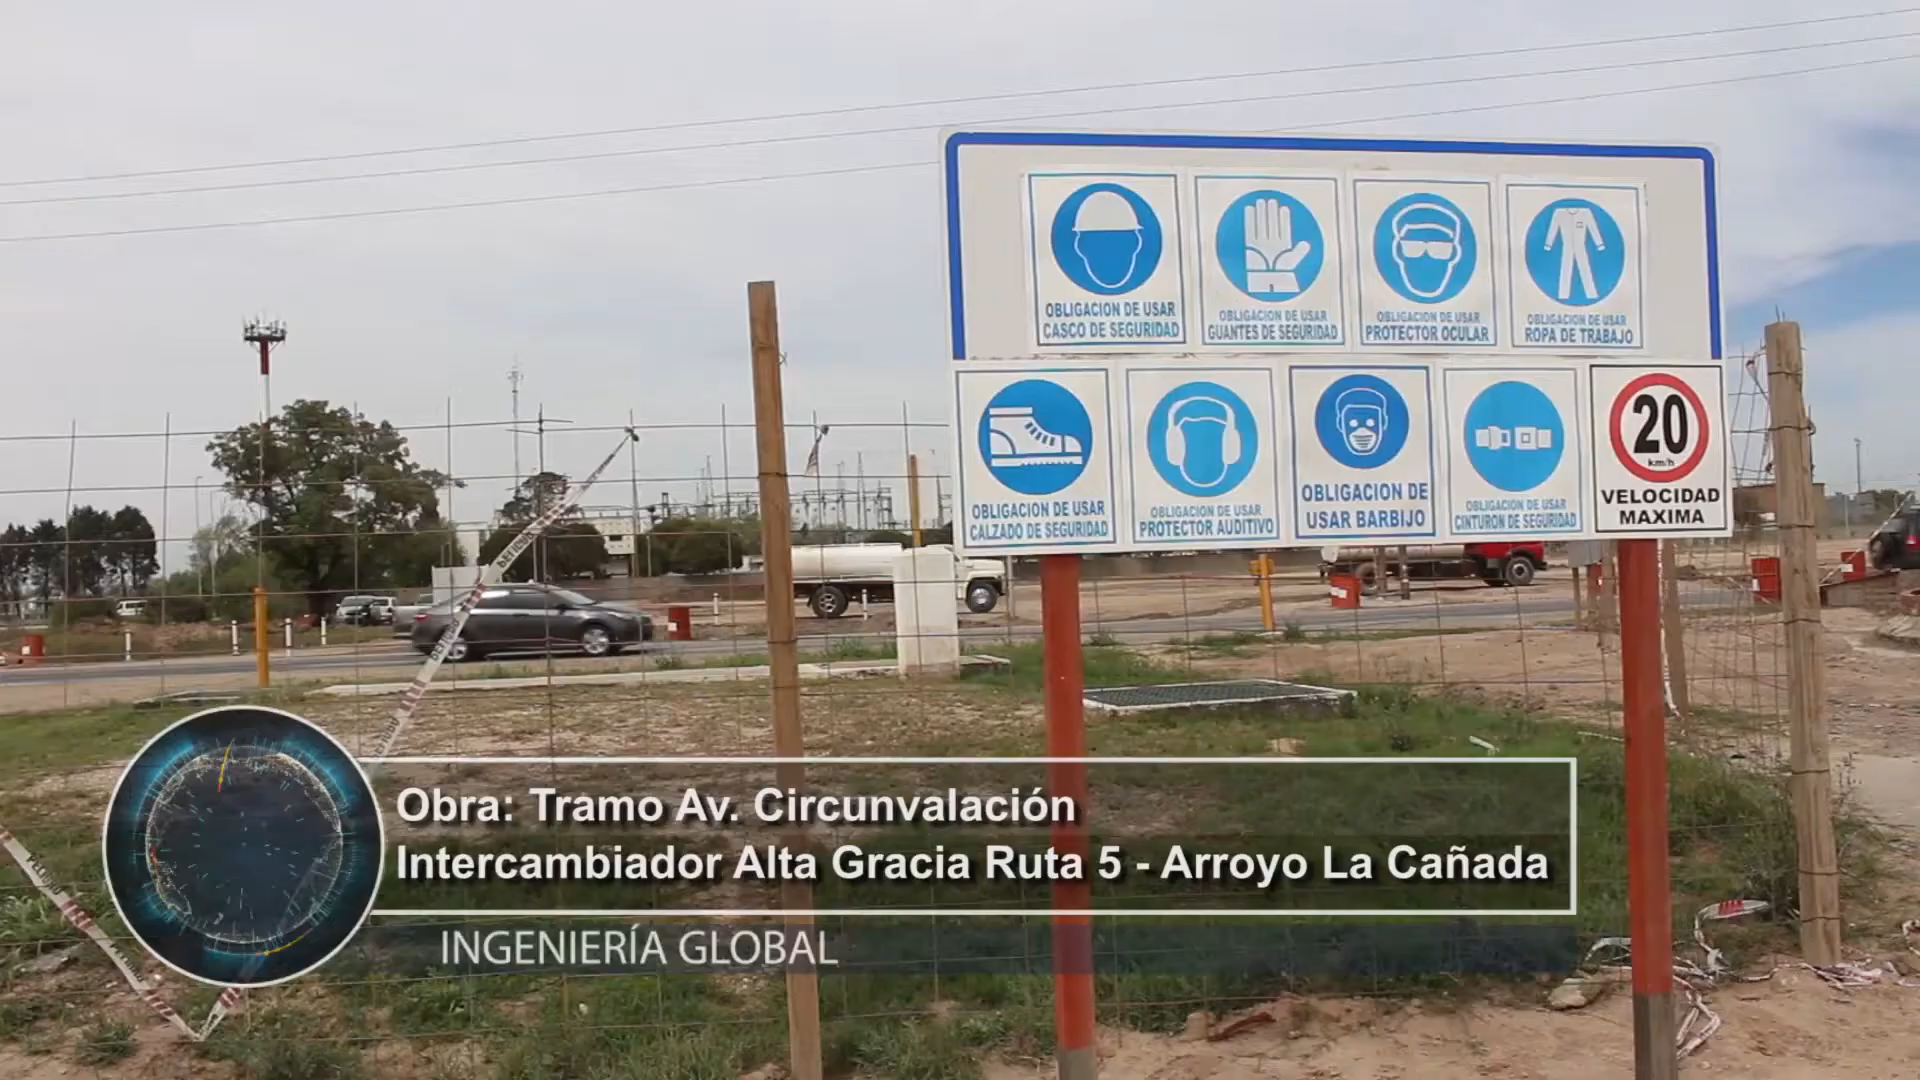 OBLIGACION DE USAR
CASCO DE SEGURIDAD
OBLIGACION DE USAR
GUANTES DE SEGURIDAD
OBLIGACION DE USAR
PROTECTOR OCULAR
OBLIGACION DE USAR
ROPA DE TRABAJO
OBLIGACION DE USAR
CALZADO DE SEGURIDAD
OBLIGACION DE USAR
PROTECTOR AUDITIVO
OBLIGACION DE
USAR BARBIJO
OBLIGACION DE USAR
CINTURON DE SEGURIDAD
20
km/h
VELOCIDAD
MAXIMA
Obra: Tramo Av. Circunvalación
Intercambiador Alta Gracia Ruta 5 - Arroyo La Cañada
INGENIERÍA GLOBAL